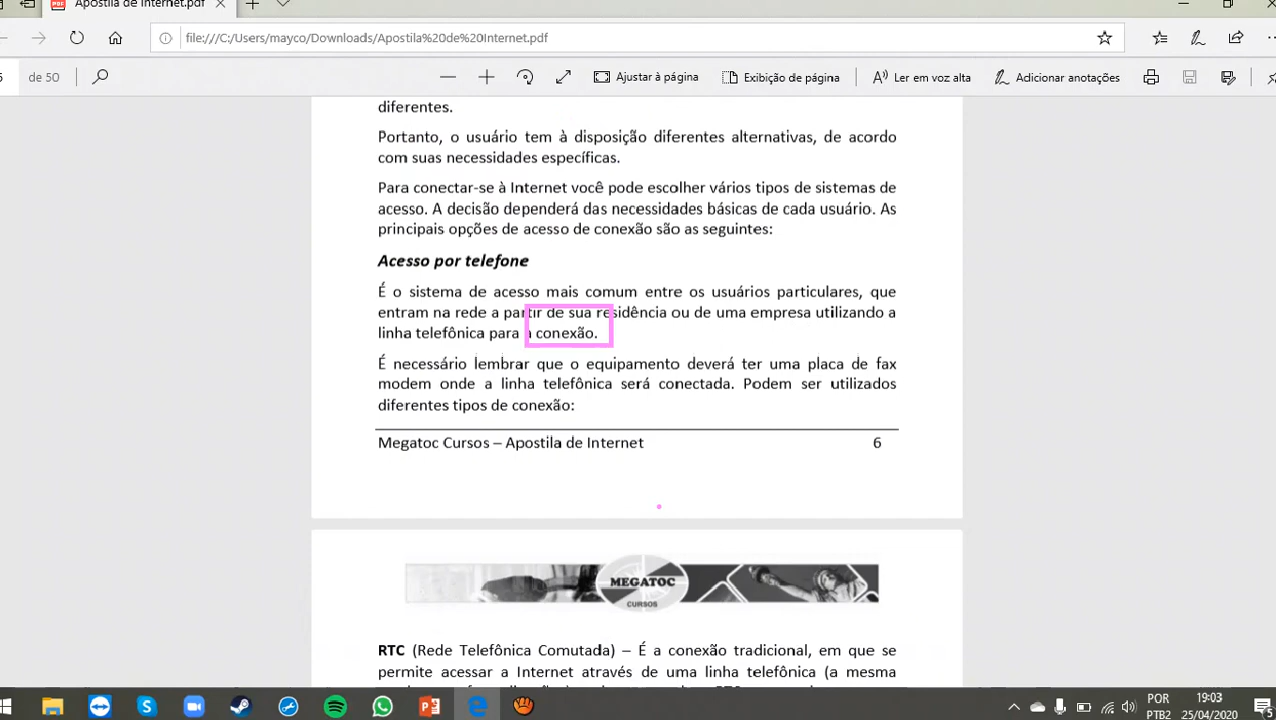 Apostila de Internet.pdf
file:///C:/Users/mayco/Downloads/Apostila%20de%20Internet.pdf
de 50
Ajustar à página
Exibição de página
Ler em voz alta
Adicionar anotações
diferentes.
Portanto, o usuário tem à disposição diferentes alternativas, de acordo
com suas necessidades específicas.
Para conectar-se à Internet você pode escolher vários tipos de sistemas de
acesso. A decisão dependerá das necessidades básicas de cada usuário. As
principais opções de acesso de conexão são as seguintes:
Acesso por telefone
É o sistema de acesso mais comum entre os usuários particulares, que
entram na rede a partir de sua residência ou de uma empresa utilizando a
linha telefônica para a conexão.
É necessário lembrar que o equipamento deverá ter uma placa de fax
modem onde a linha telefônica será conectada. Podem ser utilizados
diferentes tipos de conexão:
Megatoc Cursos – Apostila de Internet 6
MEGATOC
CURSOS
RTC (Rede Telefônica Comutada) – É a conexão tradicional, em que se
permite acessar a Internet através de uma linha telefônica (a mesma
POR
PTB2
19:03
25/04/2020